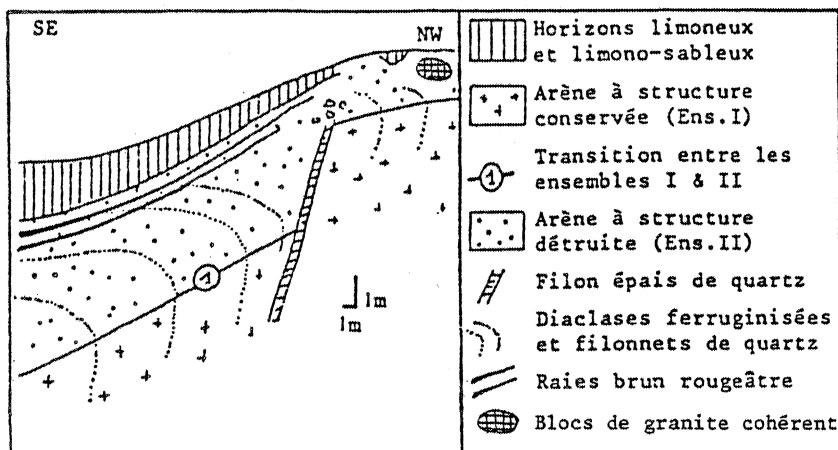 SE
NW
1
1m
1m
Horizons limoneux
et limono-sableux
Arène à structure
conservée (Ens.I)
1
Transition entre les
ensembles I & II
Arène à structure
détruite (Ens.II)
Filon épais de quartz
Diaclases ferruginisées
et filonnets de quartz
Raies brun rougeâtre
Blocs de granite cohérent